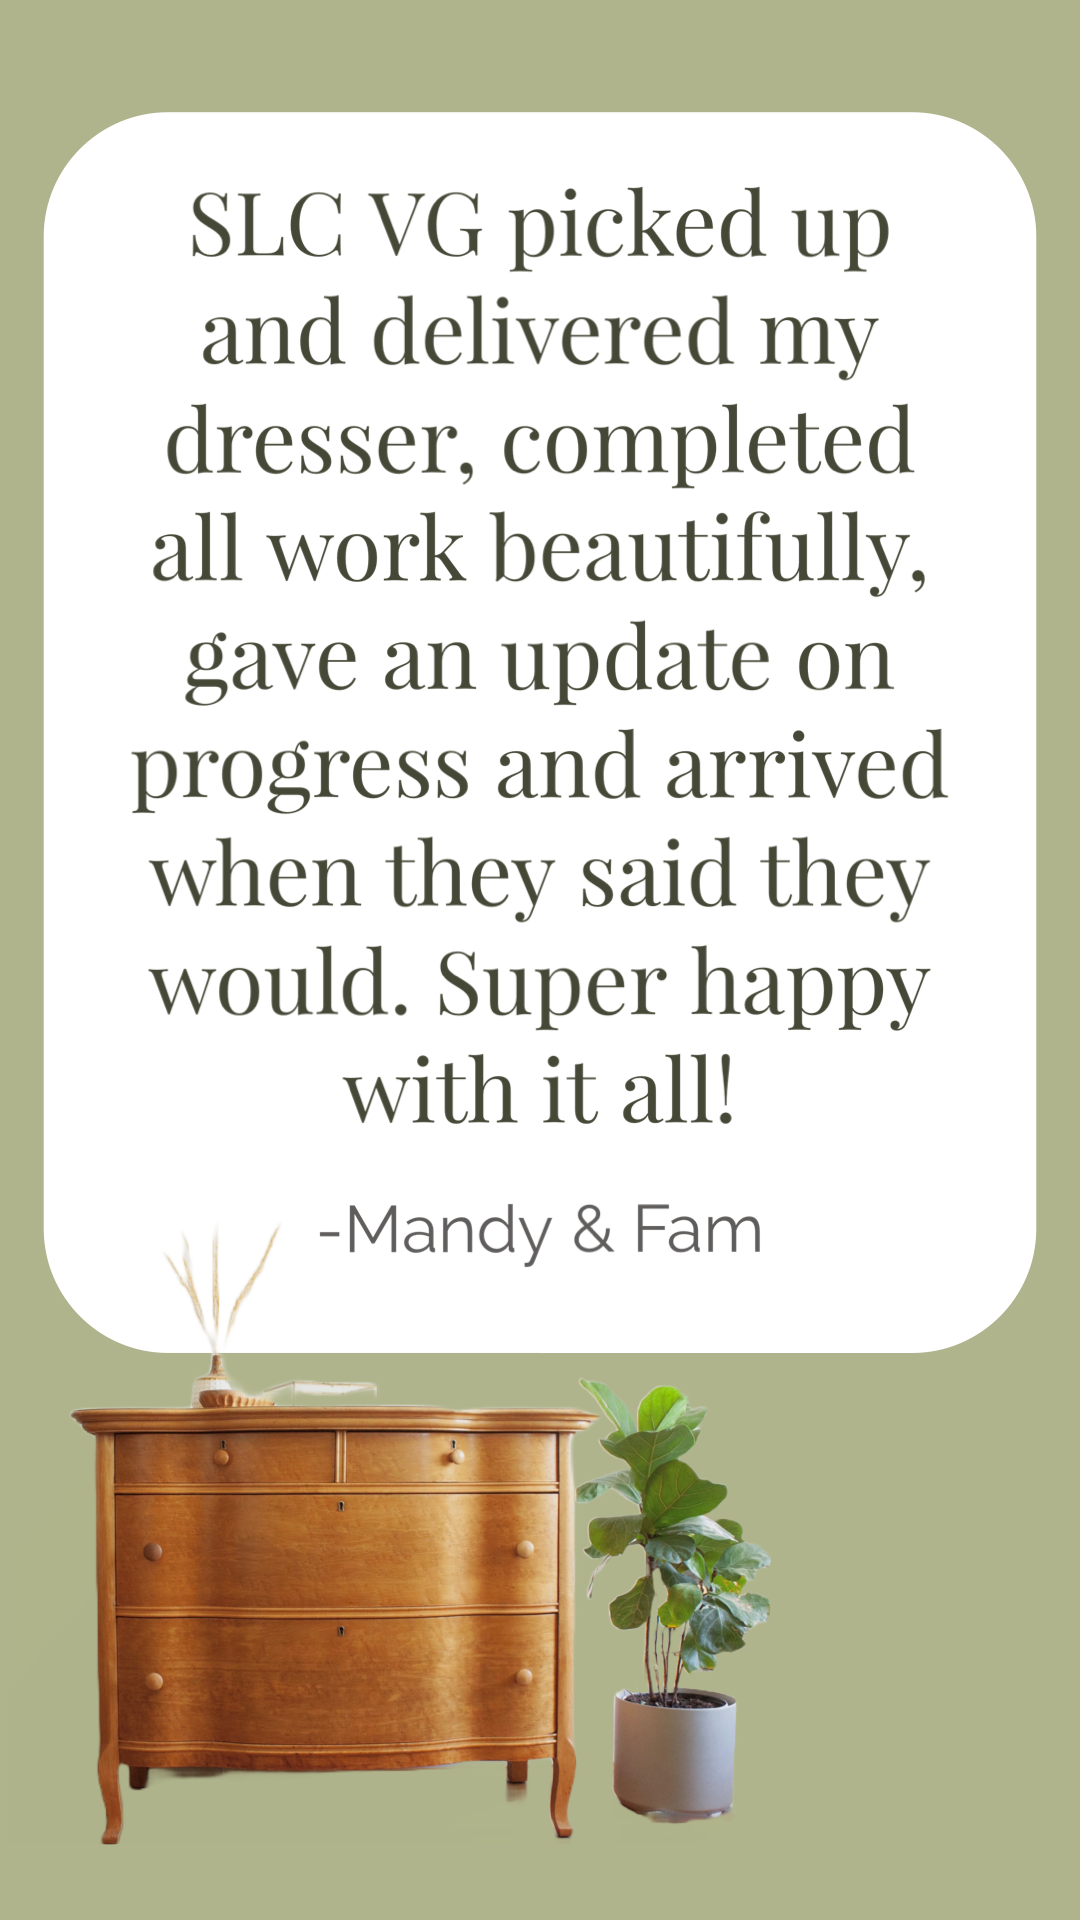 SLC VG picked up
and delivered my
dresser, completed
all work beautifully,
gave an update on
progress and arrived
when they said they
would. Super happy
with it all!
-Mandy & Fam